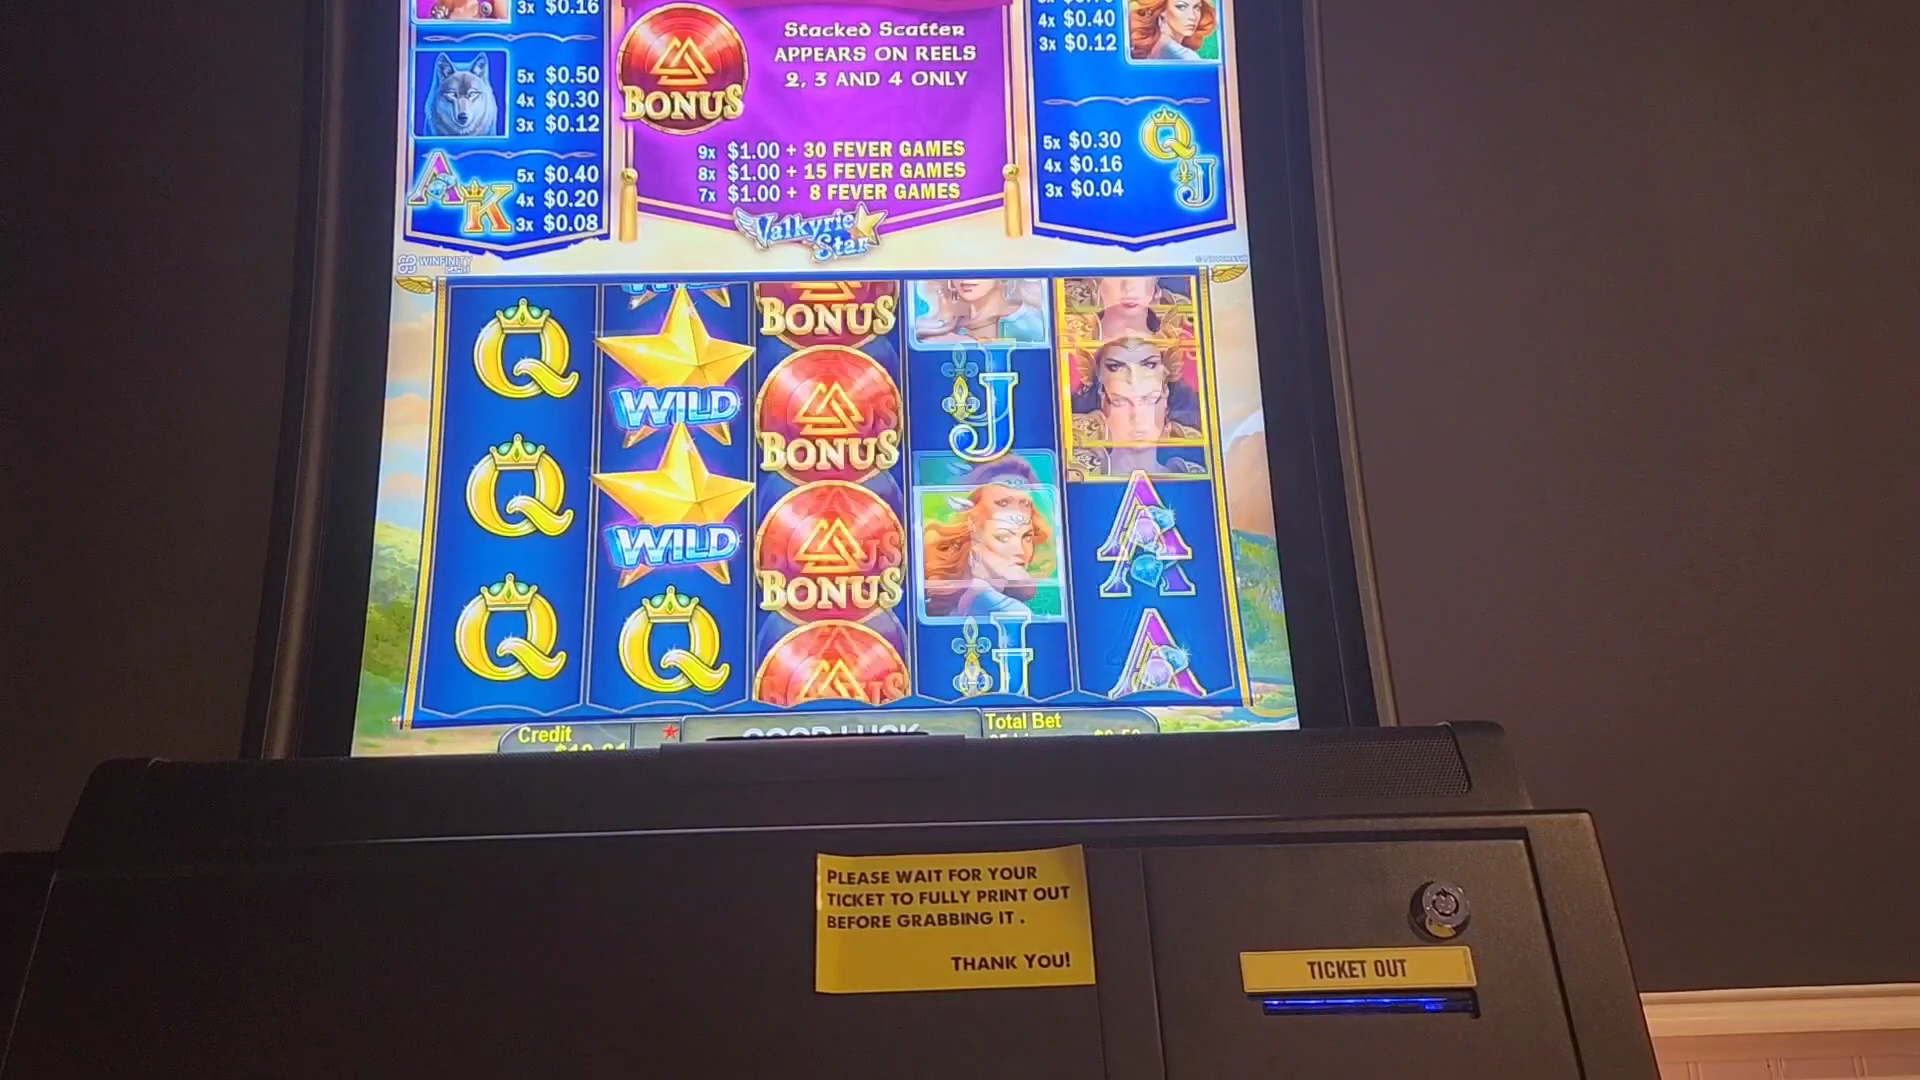 3x $0.16
5x $0.50
4x $0.30
3x $0.12
A K
5x $0.40
4x $0.20
3x $0.08
WINFINITY
GAMES
BONUS
Stacked Scatter
APPEARS ON REELS
2, 3 AND 4 ONLY
9x $1.00 + 30 FEVER GAMES
8x $1.00 + 15 FEVER GAMES
7x $1.00 + 8 FEVER GAMES
Valkyrie
Star
4x $0.40
3x $0.12
5x $0.30
4x $0.16
3x $0.04
Q
J
BONUS
Q WILD BONUS J
Q WILD BONUS A
Q Q J A
Credit
GOOD LUCK
Total Bet
PLEASE WAIT FOR YOUR
TICKET TO FULLY PRINT OUT
BEFORE GRABBING IT .
THANK YOU!
TICKET OUT